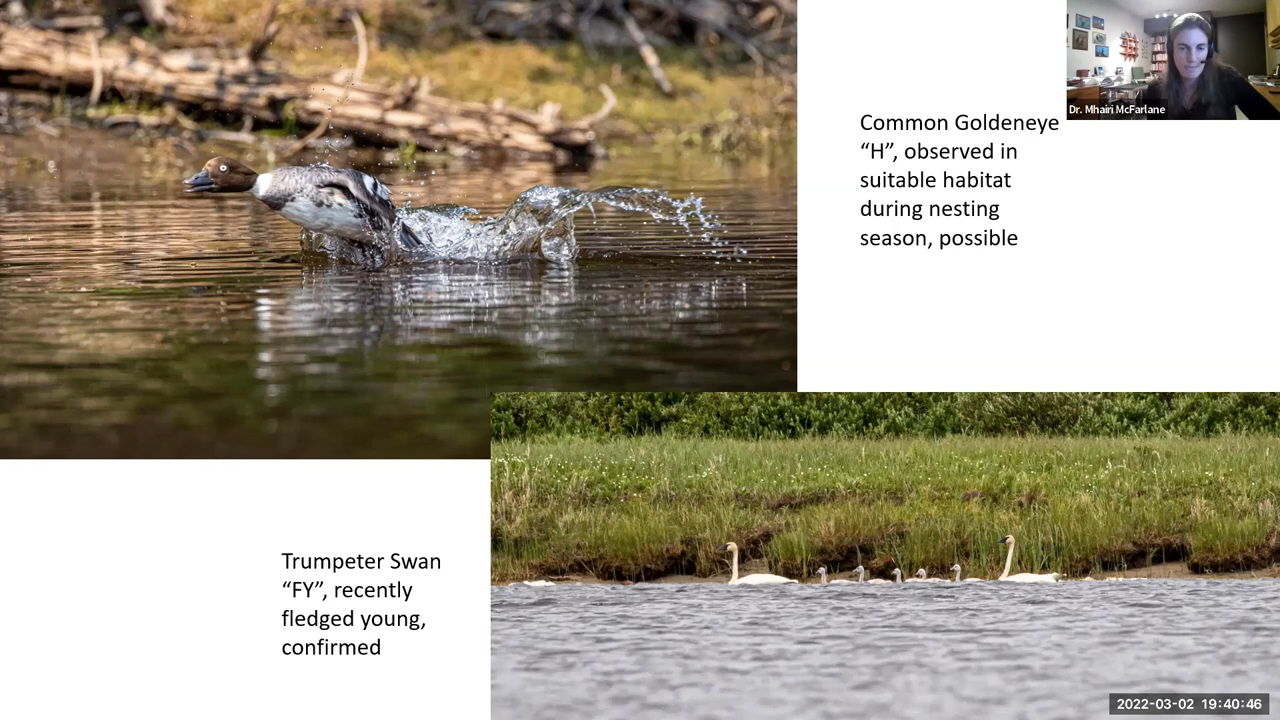 Dr. Mhairi McFarlane
Common Goldeneye
“H”, observed in
suitable habitat
during nesting
season, possible
Trumpeter Swan
“FY”, recently
fledged young,
confirmed
2022-03-02 19:40:46